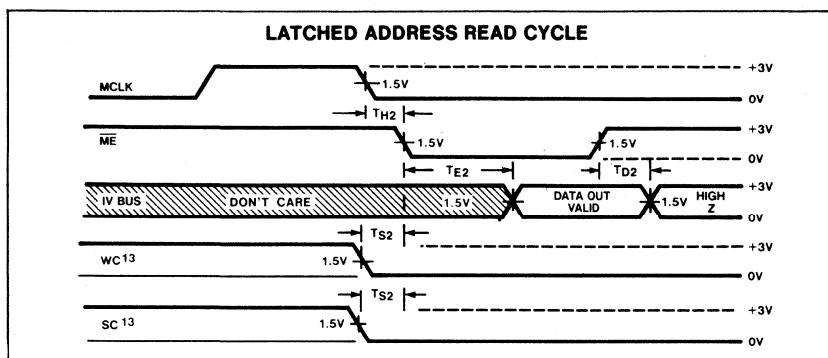 LATCHED ADDRESS READ CYCLE
+3V
MCLK
1.5V
0V
TH2
+3V
ME
1.5V
1.5V
0V
TE2
TD2
+3V
IV BUS DON'T CARE 1.5V DATA OUT VALID 1.5V HIGH Z
0V
TS2
+3V
WC13
1.5V
0V
TS2
+3V
SC13
1.5V
0V